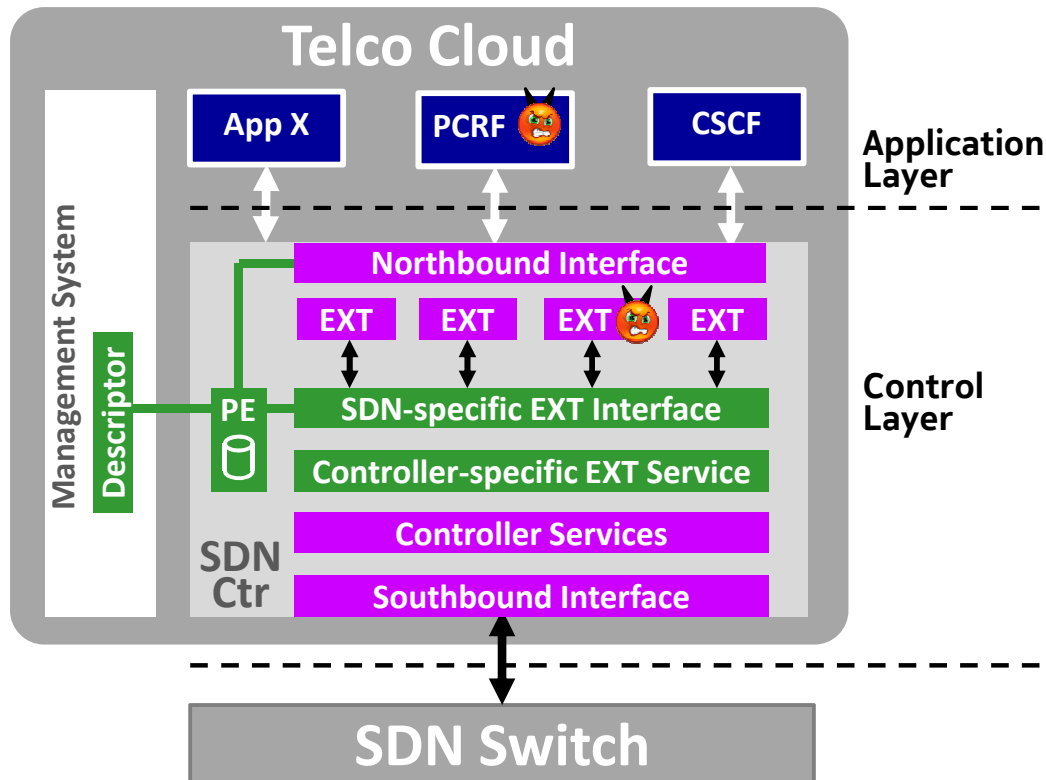 Telco Cloud
App X
PCRF
CSCF
Application
Layer
Management System
Descriptor
Northbound Interface
EXT
EXT
EXT
EXT
PE
SDN-specific EXT Interface
Control
Layer
Controller-specific EXT Service
Controller Services
SDN
Ctr
Southbound Interface
SDN Switch